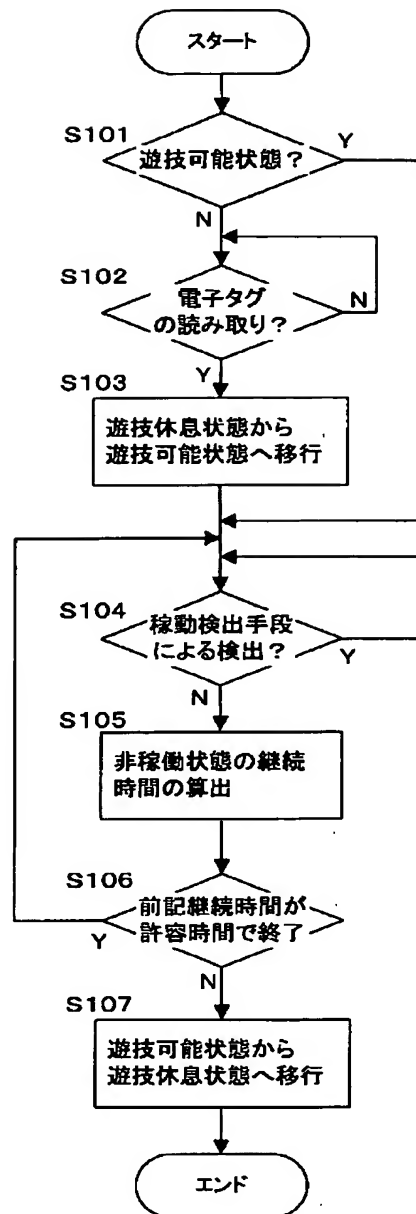 スタート
S101
遊技可能状態？
Y
N
S102
電子タグ
の読み取り？
N
Y
S103
遊技休息状態から
遊技可能状態へ移行
S104
稼動検出手段
による検出？
Y
N
S105
非稼働状態の継続
時間の算出
S106
前記継続時間が
許容時間で終了
Y
N
S107
遊技可能状態から
遊技休息状態へ移行
エンド